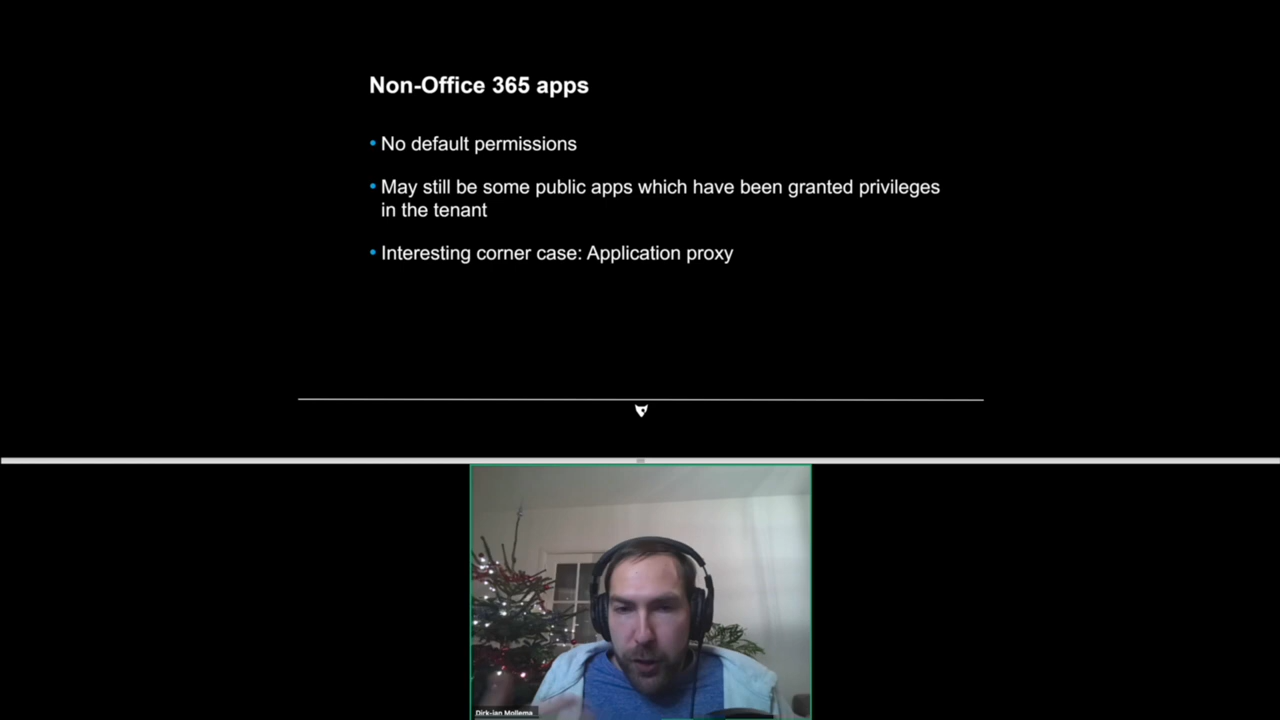 Non-Office 365 apps
• No default permissions
• May still be some public apps which have been granted privileges
in the tenant
• Interesting corner case: Application proxy
Dirk-jan Mollema